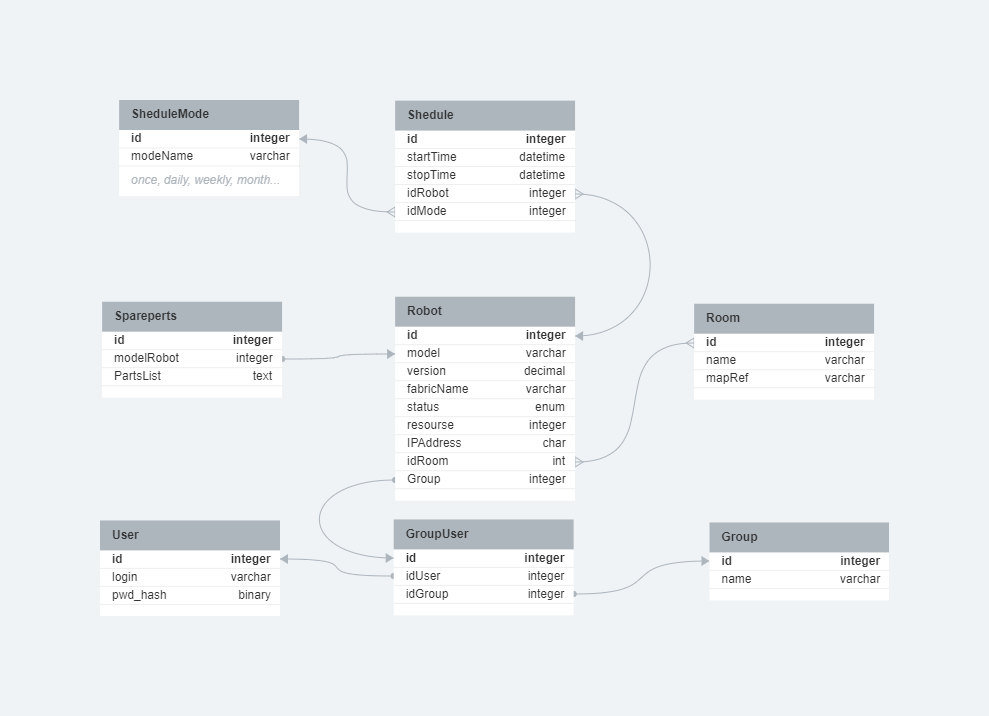 SheduleMode
id integer
modeName varchar
once, daily, weekly, month...
Shedule
id integer
startTime datetime
stopTime datetime
idRobot integer
idMode integer
Spareperts
id integer
modelRobot integer
PartsList text
Robot
id integer
model varchar
version decimal
fabricName varchar
status enum
resourse integer
IPAddress char
idRoom int
Group integer
Room
id integer
name varchar
mapRef varchar
User
id integer
login varchar
pwd_hash binary
GroupUser
id integer
idUser integer
idGroup integer
Group
id integer
name varchar